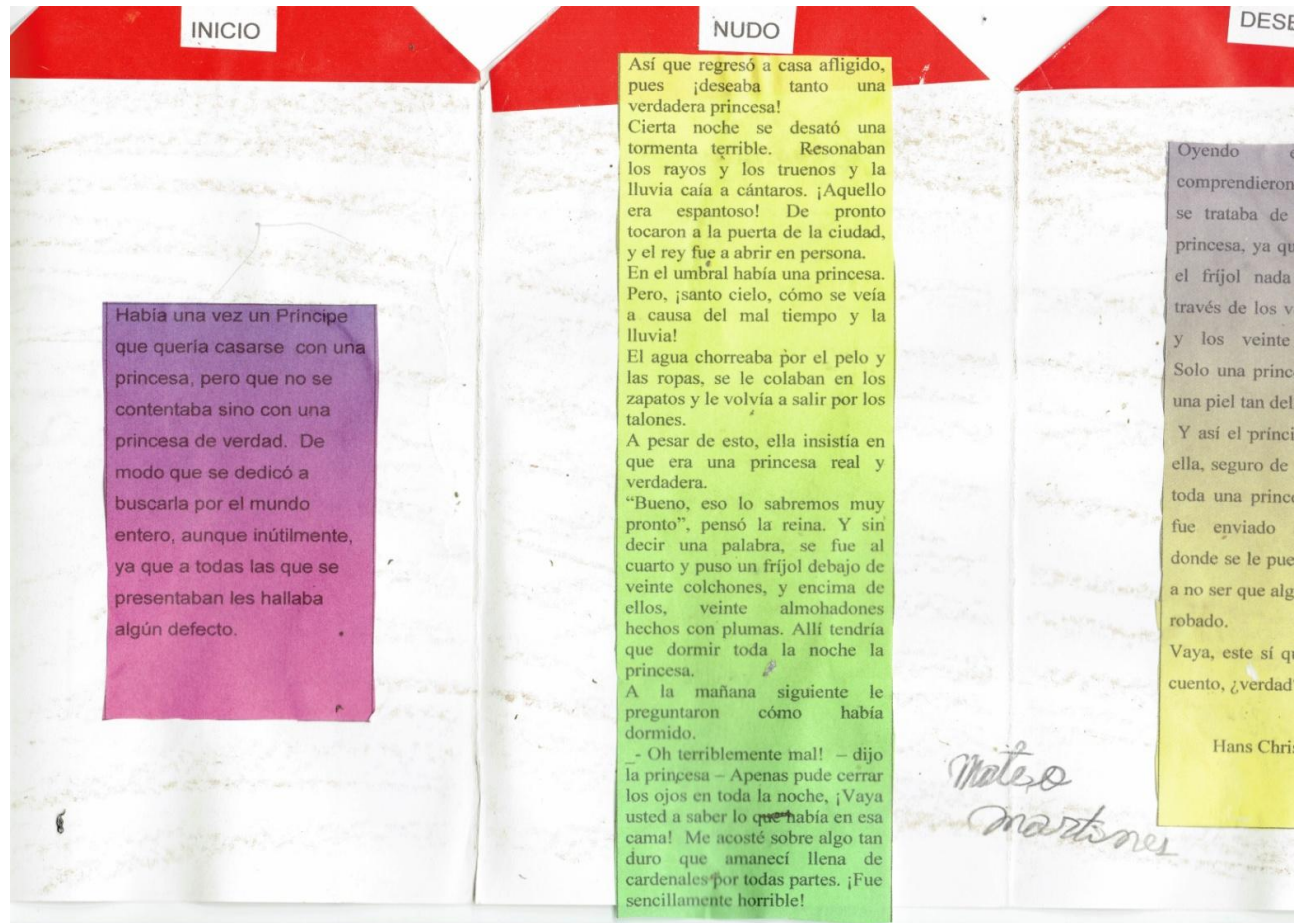 INICIO
Había una vez un Príncipe
que quería casarse con una
princesa, pero que no se
contentaba sino con una
princesa de verdad. De
modo que se dedicó a
buscarla por el mundo
entero, aunque inútilmente,
ya que a todas las que se
presentaban les hallaba
algún defecto.
NUDO
Así que regresó a casa afligido,
pues ¡deseaba tanto una
verdadera princesa!
Cierta noche se desató una
tormenta terrible. Resonaban
los rayos y los truenos y la
lluvia caía a cántaros. ¡Aquello
era espantoso! De pronto
tocaron a la puerta de la ciudad,
y el rey fue a abrir en persona.
En el umbral había una princesa.
Pero, ¡santo cielo, cómo se veía
a causa del mal tiempo y la
lluvia!
El agua chorreaba por el pelo y
las ropas, se le colaban en los
zapatos y le volvía a salir por los
talones.
A pesar de esto, ella insistía en
que era una princesa real y
verdadera.
“Bueno, eso lo sabremos muy
pronto”, pensó la reina. Y sin
decir una palabra, se fue al
cuarto y puso un fríjol debajo de
veinte colchones, y encima de
ellos, veinte almohadones
hechos con plumas. Allí tendría
que dormir toda la noche la
princesa.
A la mañana siguiente le
preguntaron cómo había
dormido.
_- Oh terriblemente mal! – dijo
la princesa – Apenas pude cerrar
los ojos en toda la noche, ¡Vaya
usted a saber lo que había en esa
cama! Me acosté sobre algo tan
duro que amanecí llena de
cardenales por todas partes. ¡Fue
sencillamente horrible!
Mateo
Martines
DESE
Oyendo
comprendieron
se trataba de
princesa, ya qu
el fríjol nada
través de los v
y los veinte
Solo una princ
una piel tan del
Y así el prínci
ella, seguro de
toda una princ
fue enviado
donde se le pue
a no ser que alg
robado.
Vaya, este sí qu
cuento, ¿verdad
Hans Chris